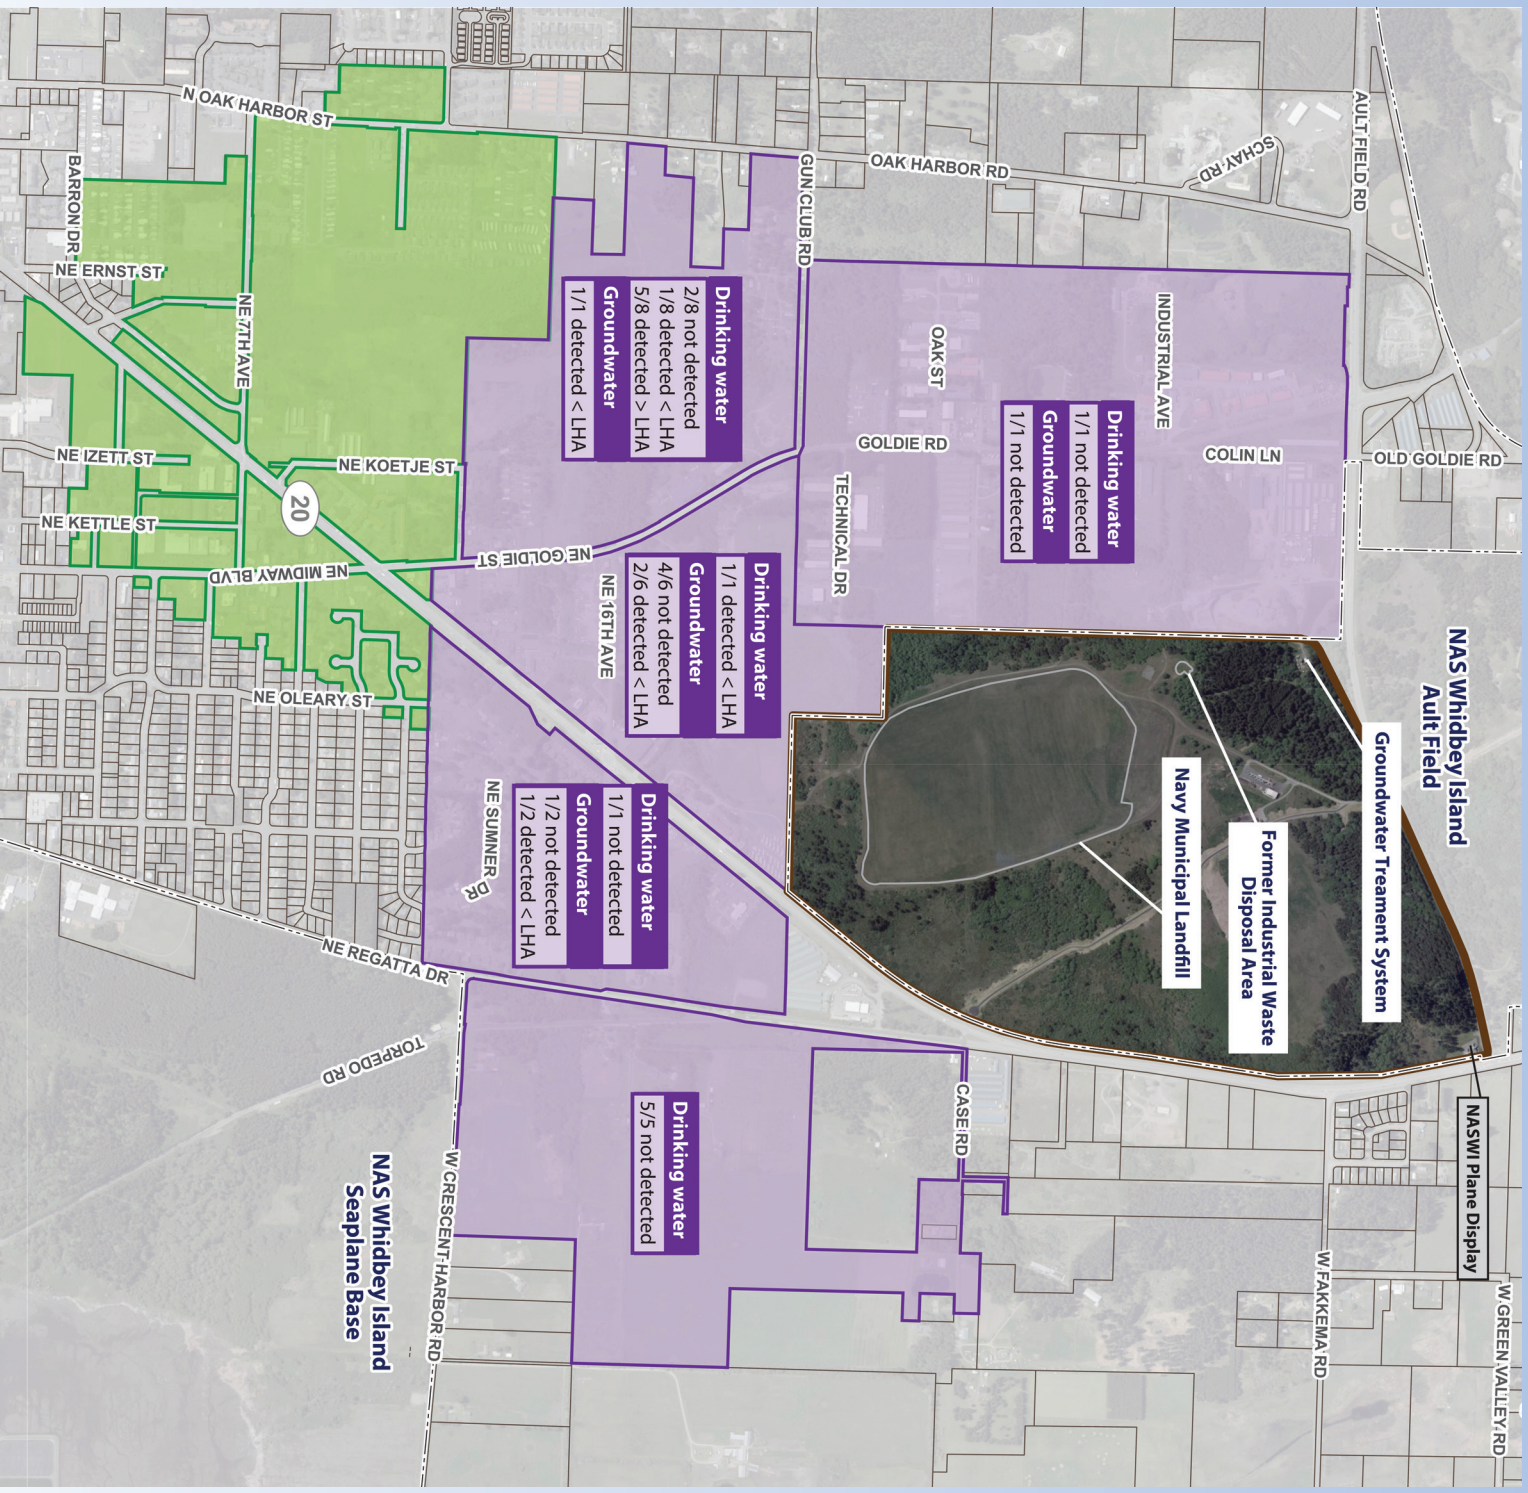 AULT FIELD RD
SCHAY RD
OAK HARBOR RD
GUN CLUB RD
N OAK HARBOR ST
BARRON DR
NE ERNST ST
NE 7TH AVE
NE IZETT ST
NE KOETJE ST
20
NE KETTLE ST
NE MIDWAY BLVD
NE GOLDIE ST
NE OLEARY ST
NE 16TH AVE
NE SUMNER DR
NE REGATTA DR
TORPEDO RD
W CRESCENT HARBOR RD
CASE RD
W FAKKEMA RD
W GREEN VALLEY RD
OLD GOLDIE RD
COLIN LN
INDUSTRIAL AVE
OAK ST
GOLDIE RD
TECHNICAL DR
NAS Whidbey Island
Ault Field
Groundwater Treament System
Former Industrial Waste
Disposal Area
Navy Municipal Landfill
NASWI Plane Display
NAS Whidbey Island
Seaplane Base
Drinking water
1/1 not detected
Groundwater
1/1 not detected
Drinking water
2/8 not detected
1/8 detected < LHA
5/8 detected > LHA
Groundwater
1/1 detected < LHA
Drinking water
1/1 detected < LHA
Groundwater
4/6 not detected
2/6 detected < LHA
Drinking water
1/1 not detected
Groundwater
1/2 not detected
1/2 detected < LHA
Drinking water
5/5 not detected